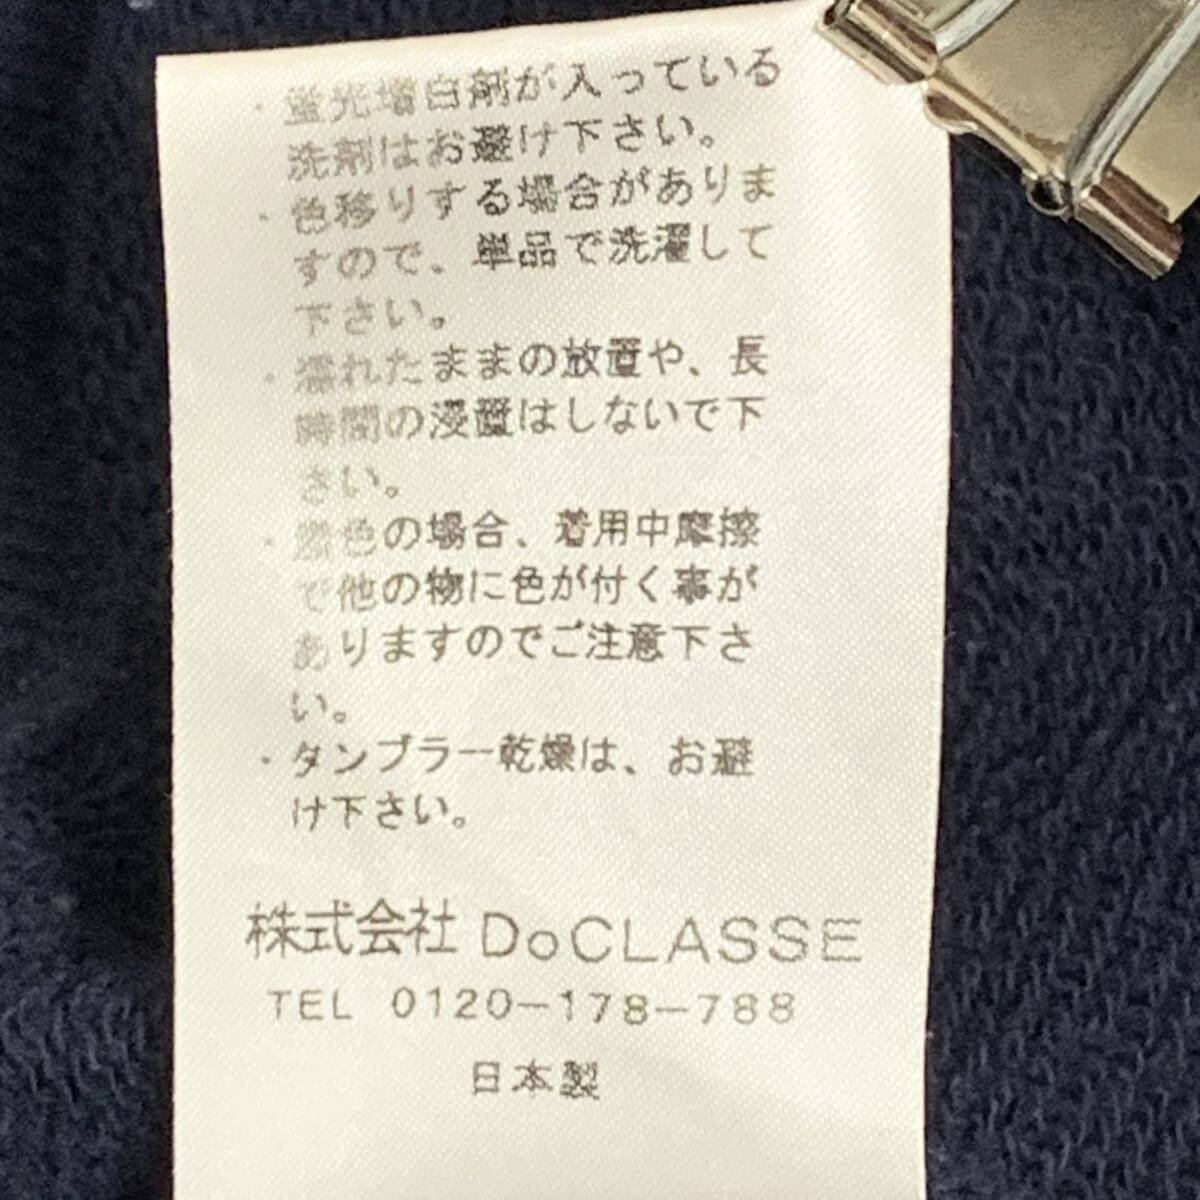 ・蛍光増白剤が入っている
洗剤はお避け下さい。
・色移りする場合がありま
すので、単品で洗濯して
下さい。
・濡れたままの放置や、長
時間の浸置はしないで下
さい。
・濃色の場合、着用中摩擦
で他の物に色が付く事が
ありますのでご注意下さ
い。
・タンブラー乾燥は、お避
け下さい。
株式会社 DoCLASSE
TEL 0120-178-788
日本製